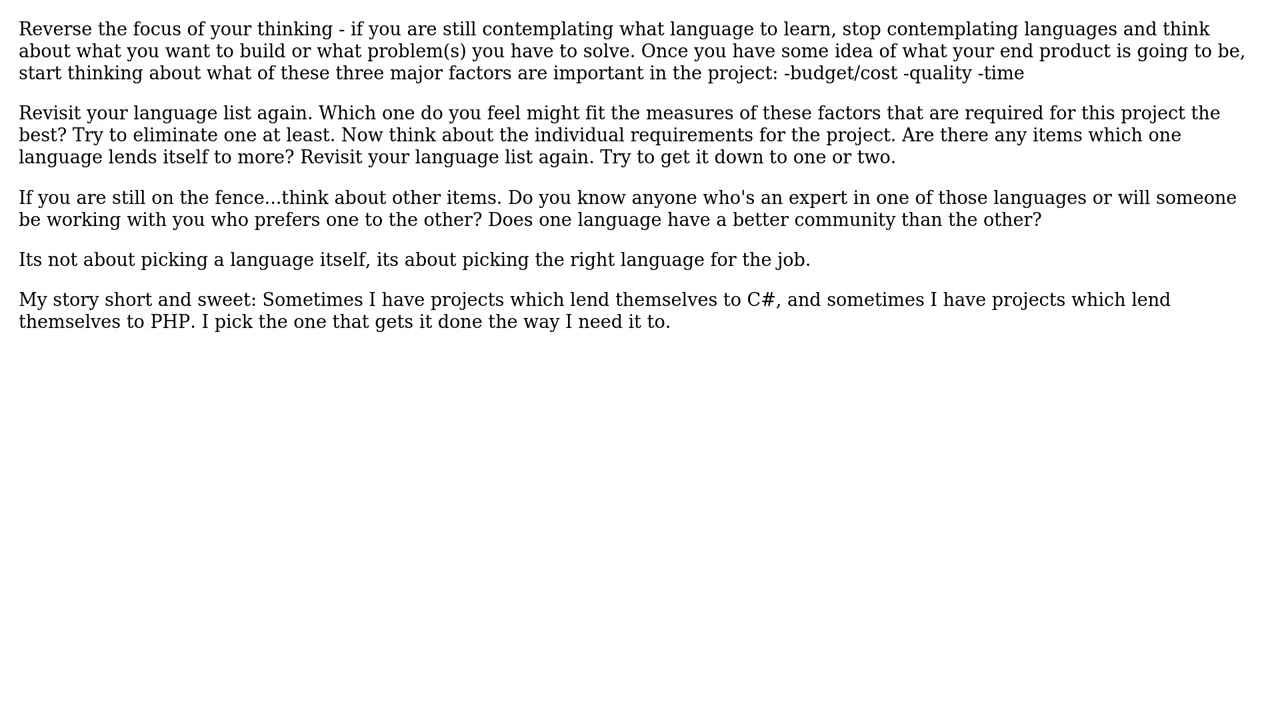 Reverse the focus of your thinking - if you are still contemplating what language to learn, stop contemplating languages and think
about what you want to build or what problem(s) you have to solve. Once you have some idea of what your end product is going to be,
start thinking about what of these three major factors are important in the project: -budget/cost -quality -time
Revisit your language list again. Which one do you feel might fit the measures of these factors that are required for this project the
best? Try to eliminate one at least. Now think about the individual requirements for the project. Are there any items which one
language lends itself to more? Revisit your language list again. Try to get it down to one or two.
If you are still on the fence...think about other items. Do you know anyone who's an expert in one of those languages or will someone
be working with you who prefers one to the other? Does one language have a better community than the other?
Its not about picking a language itself, its about picking the right language for the job.
My story short and sweet: Sometimes I have projects which lend themselves to C#, and sometimes I have projects which lend
themselves to PHP. I pick the one that gets it done the way I need it to.